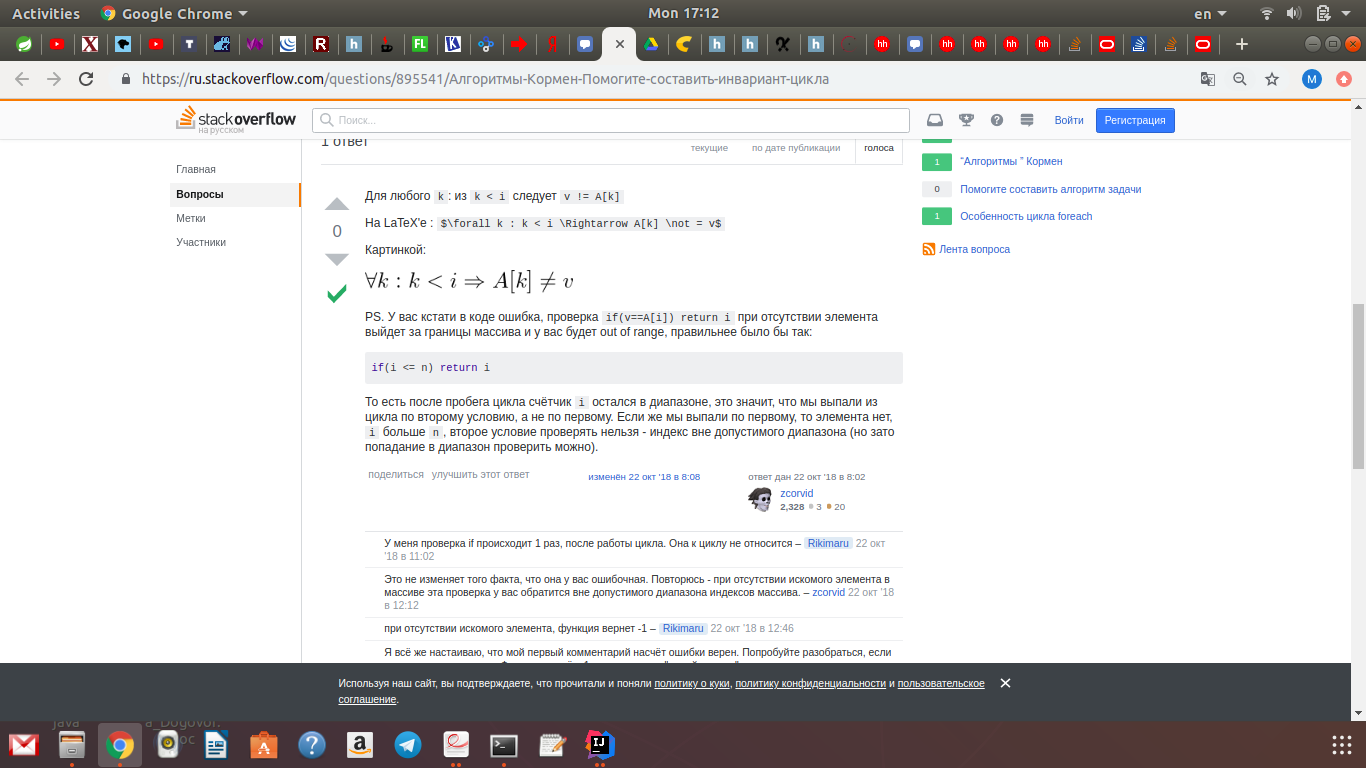 Activities
Google Chrome
Mon 17:12
en
https://ru.stackoverflow.com/questions/895541/Алгоритмы-Кормен-Помогите-составить-инвариант-цикла
M
stackoverflow
на русском
Поиск...
Войти
Регистрация
Главная
Вопросы
Метки
Участники
1 ответ
текущие
по дате публикации
голоса
0
Для любого k : из k < i следует v != A[k]
На LaTeX'е : $\forall k : k < i \Rightarrow A[k] \not = v$
Картинкой:
∀k : k < i ⇒ A[k] ≠ v
PS. У вас кстати в коде ошибка, проверка if(v==A[i]) return i при отсутствии элемента
выйдет за границы массива и у вас будет out of range, правильнее было бы так:
if(i <= n) return i
То есть после пробега цикла счётчик i остался в диапазоне, это значит, что мы выпали из
цикла по второму условию, а не по первому. Если же мы выпали по первому, то элемента нет,
i больше n, второе условие проверять нельзя - индекс вне допустимого диапазона (но зато
попадание в диапазон проверить можно).
поделиться улучшить этот ответ
изменён 22 окт '18 в 8:08
ответ дан 22 окт '18 в 8:02
zcorvid
2,328 3 20
У меня проверка if происходит 1 раз, после работы цикла. Она к циклу не относится – Rikimaru 22 окт
'18 в 11:02
Это не изменяет того факта, что она у вас ошибочная. Повторюсь - при отсутствии искомого элемента в
массиве эта проверка у вас обратится вне допустимого диапазона индексов массива. – zcorvid 22 окт '18
в 12:12
при отсутствии искомого элемента, функция вернет -1 – Rikimaru 22 окт '18 в 12:46
Я всё же настаиваю, что мой первый комментарий насчёт ошибки верен. Попробуйте разобраться, если
1 "Алгоритмы " Кормен
0 Помогите составить алгоритм задачи
1 Особенность цикла foreach
Лента вопроса
Используя наш сайт, вы подтверждаете, что прочитали и поняли политику о куки, политику конфиденциальности и пользовательское
соглашение.